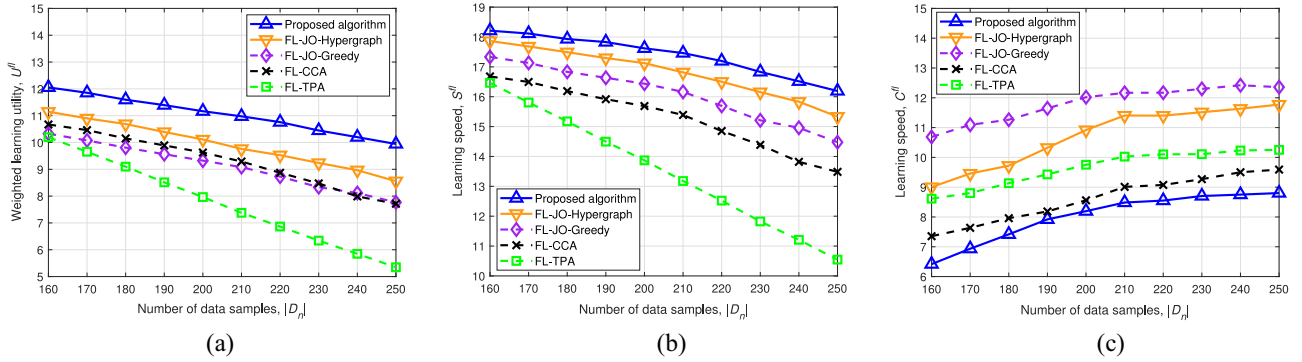 Proposed algorithm
FL-JO-Hypergraph
FL-JO-Greedy
FL-CCA
FL-TPA
15
14
13
12
11
10
9
8
7
6
5
Weighted learning utility, U^fl
160 170 180 190 200 210 220 230 240 250
Number of data samples, |D_n|
(a)
19
18
17
16
15
14
13
12
11
10
Learning speed, S^fl
Proposed algorithm
FL-JO-Hypergraph
FL-JO-Greedy
FL-CCA
FL-TPA
160 170 180 190 200 210 220 230 240 250
Number of data samples, |D_n|
(b)
Proposed algorithm
FL-JO-Hypergraph
FL-JO-Greedy
FL-CCA
FL-TPA
15
14
13
12
11
10
9
8
7
6
Learning speed, C^fl
160 170 180 190 200 210 220 230 240 250
Number of data samples, |D_n|
(c)